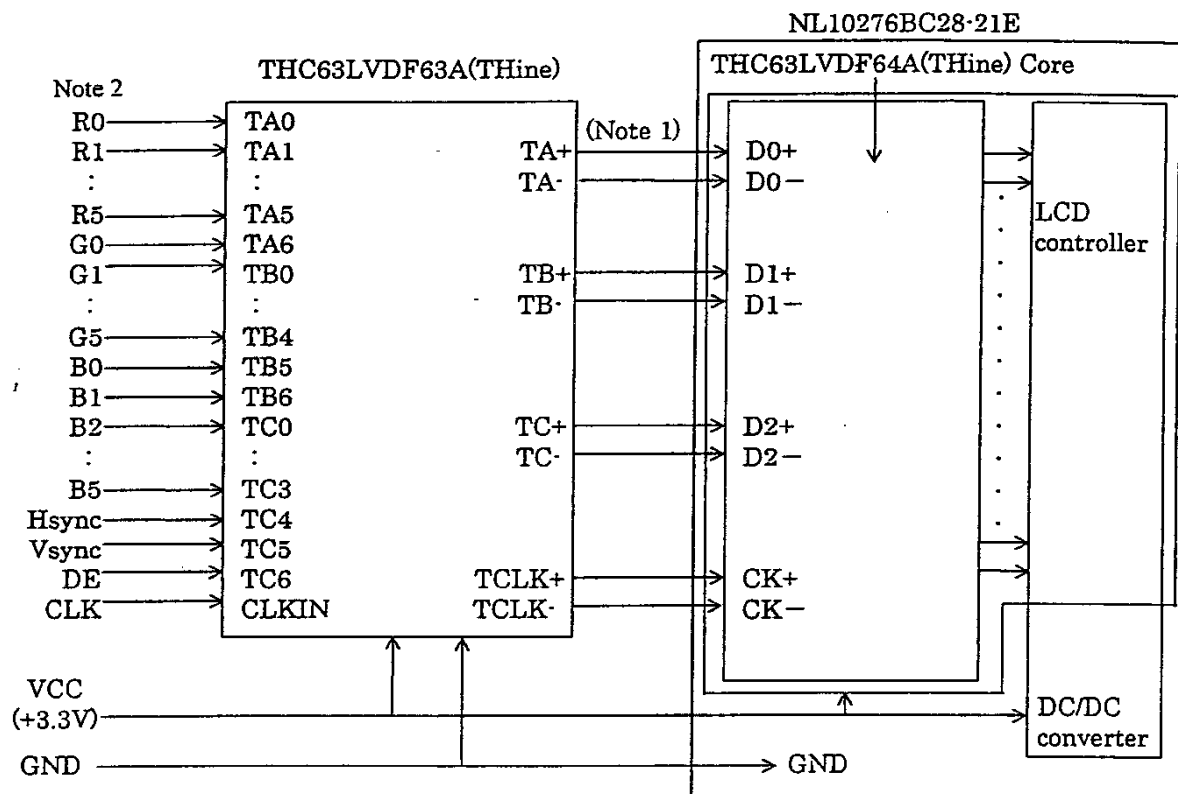 NL10276BC28-21E
THC63LVDF63A(THine)
THC63LVDF64A(THine) Core
Note 2
R0
R1
:
R5
G0
G1
:
G5
B0
B1
B2
:
B5
Hsync
Vsync
DE
CLK
TA0
TA1
:
TA5
TA6
TB0
:
TB4
TB5
TB6
TC0
:
TC3
TC4
TC5
TC6
CLKIN
(Note 1)
TA+
TA-
TB+
TB-
TC+
TC-
TCLK+
TCLK-
D0+
D0−
D1+
D1−
D2+
D2−
CK+
CK−
LCD
controller
VCC
(+3.3V)
DC/DC
converter
GND
GND